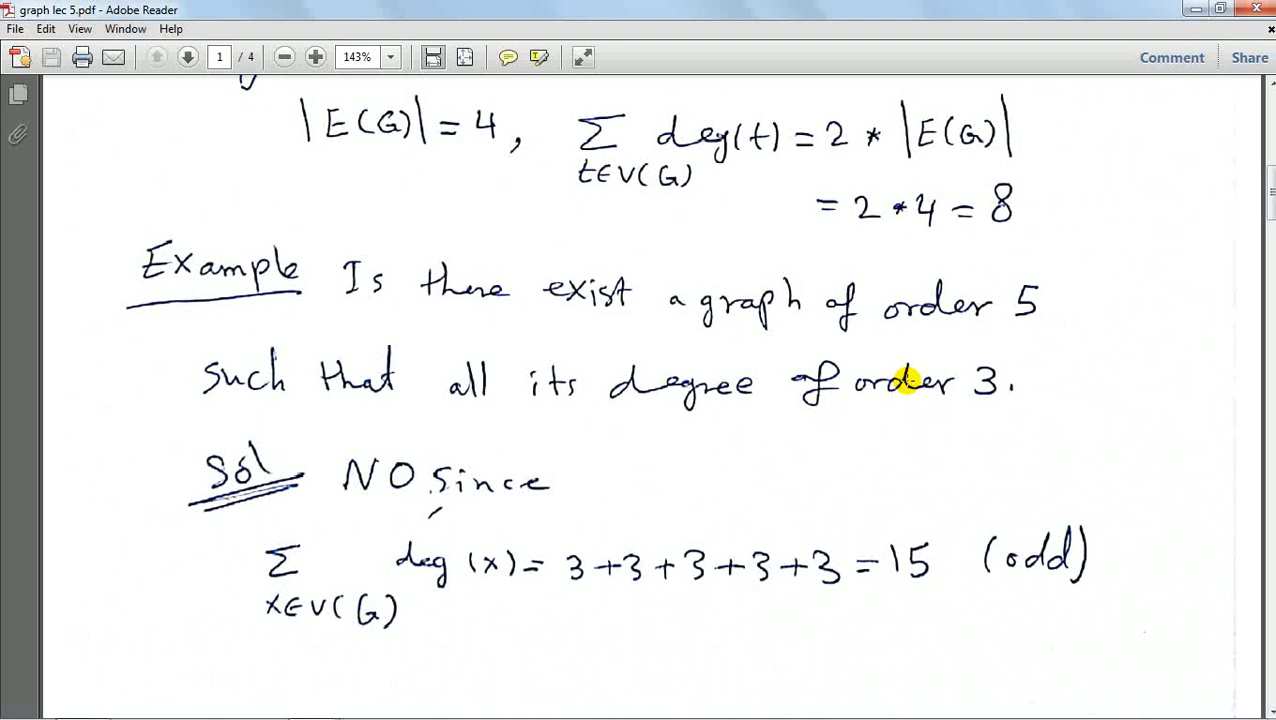 graph lec 5.pdf - Adobe Reader
File Edit View Window Help
1 / 4 143% Comment Share
|E(G)| = 4, Σ deg(t) = 2 * |E(G)|
t∈V(G)
= 2 * 4 = 8
Example Is there exist a graph of order 5
such that all its degree of order 3.
Sol NO, since
Σ deg (x) = 3+3+3+3+3 = 15 (odd)
x∈V(G)